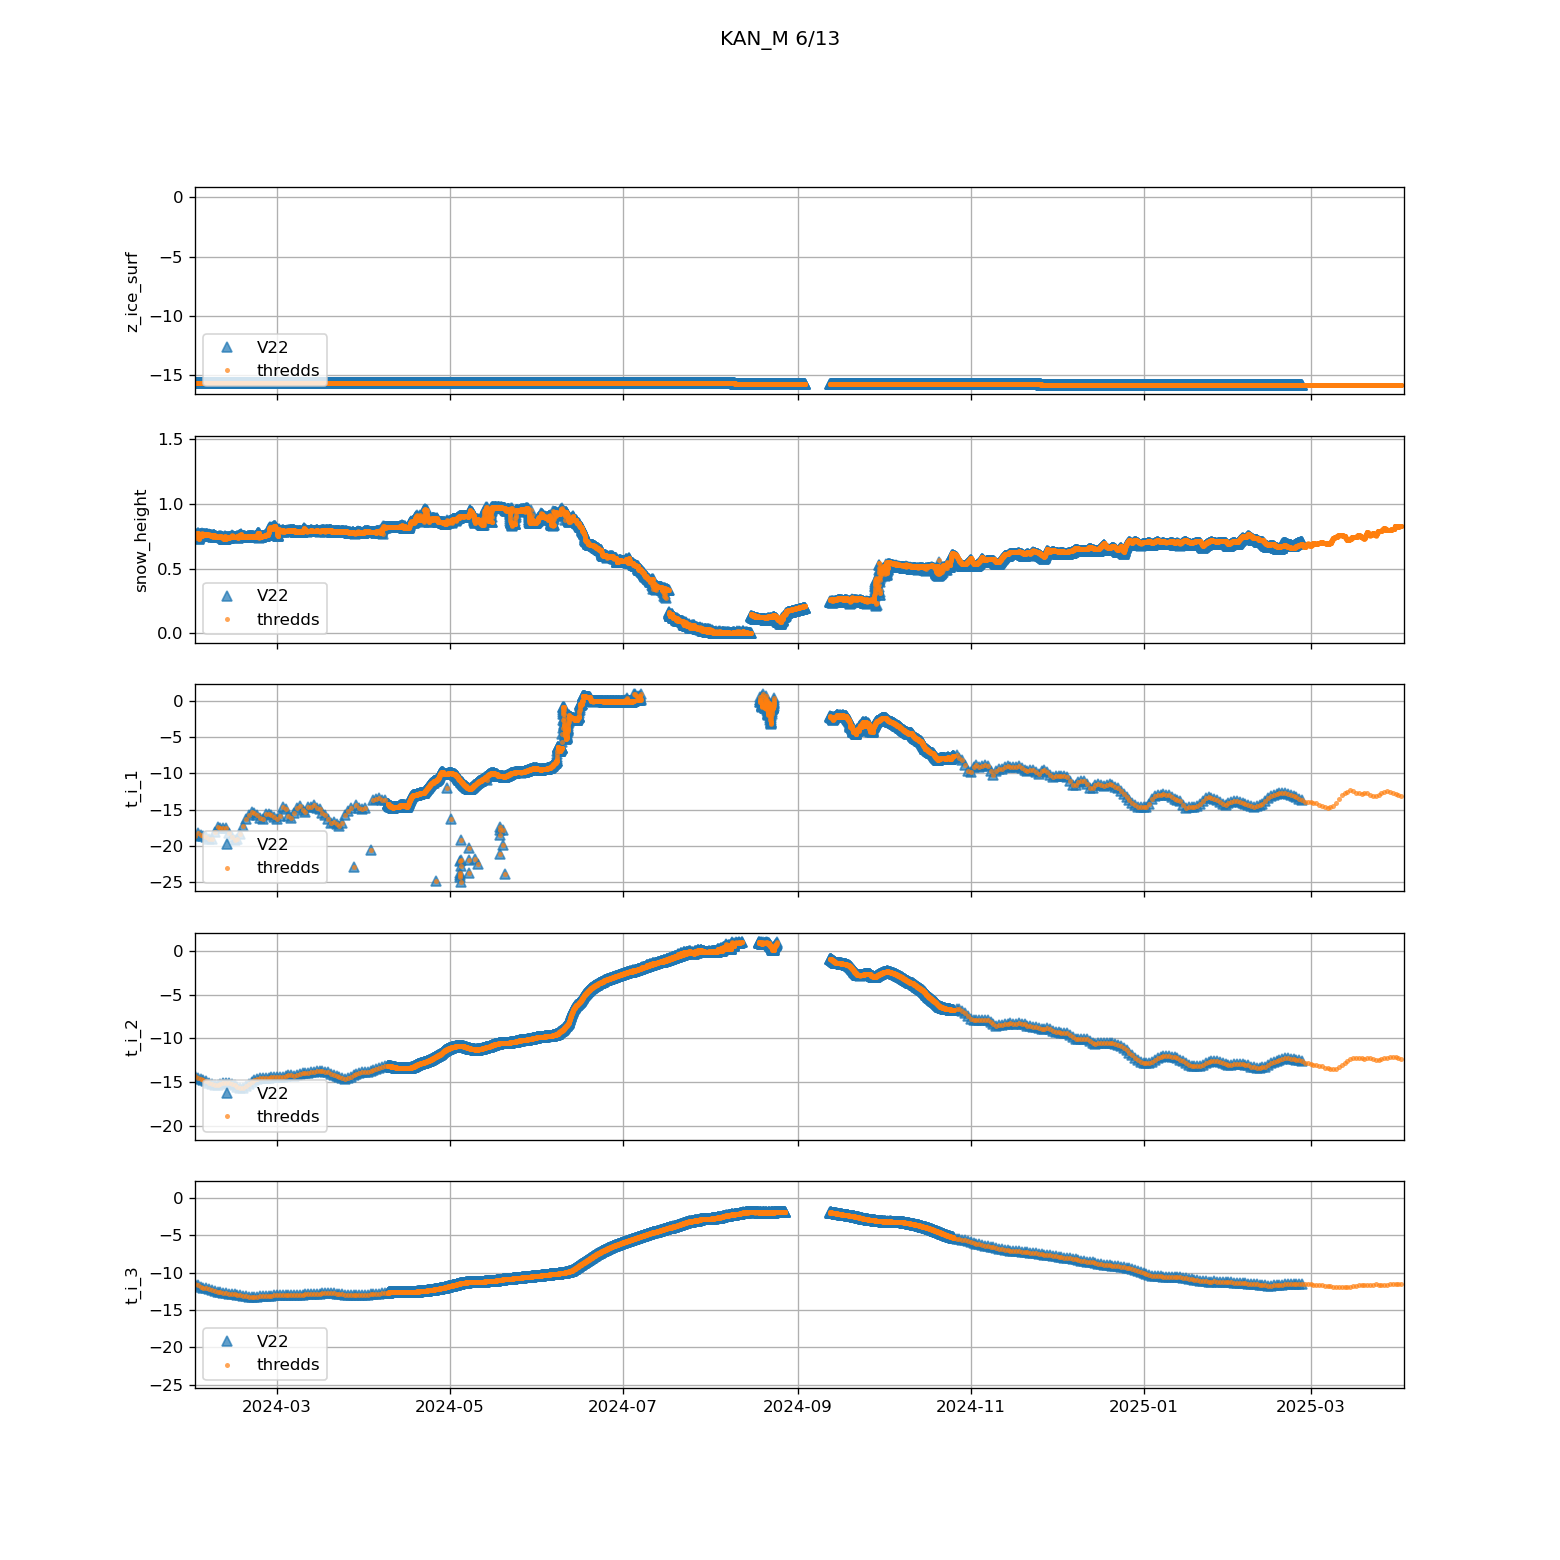 KAN_M 6/13
z_ice_surf
0
−5
−10
−15
V22
thredds
snow_height
1.5
1.0
0.5
0.0
V22
thredds
t_i_1
0
−5
−10
−15
−20
−25
V22
thredds
t_i_2
0
−5
−10
−15
−20
V22
thredds
t_i_3
0
−5
−10
−15
−20
−25
V22
thredds
2024-03 2024-05 2024-07 2024-09 2024-11 2025-01 2025-03